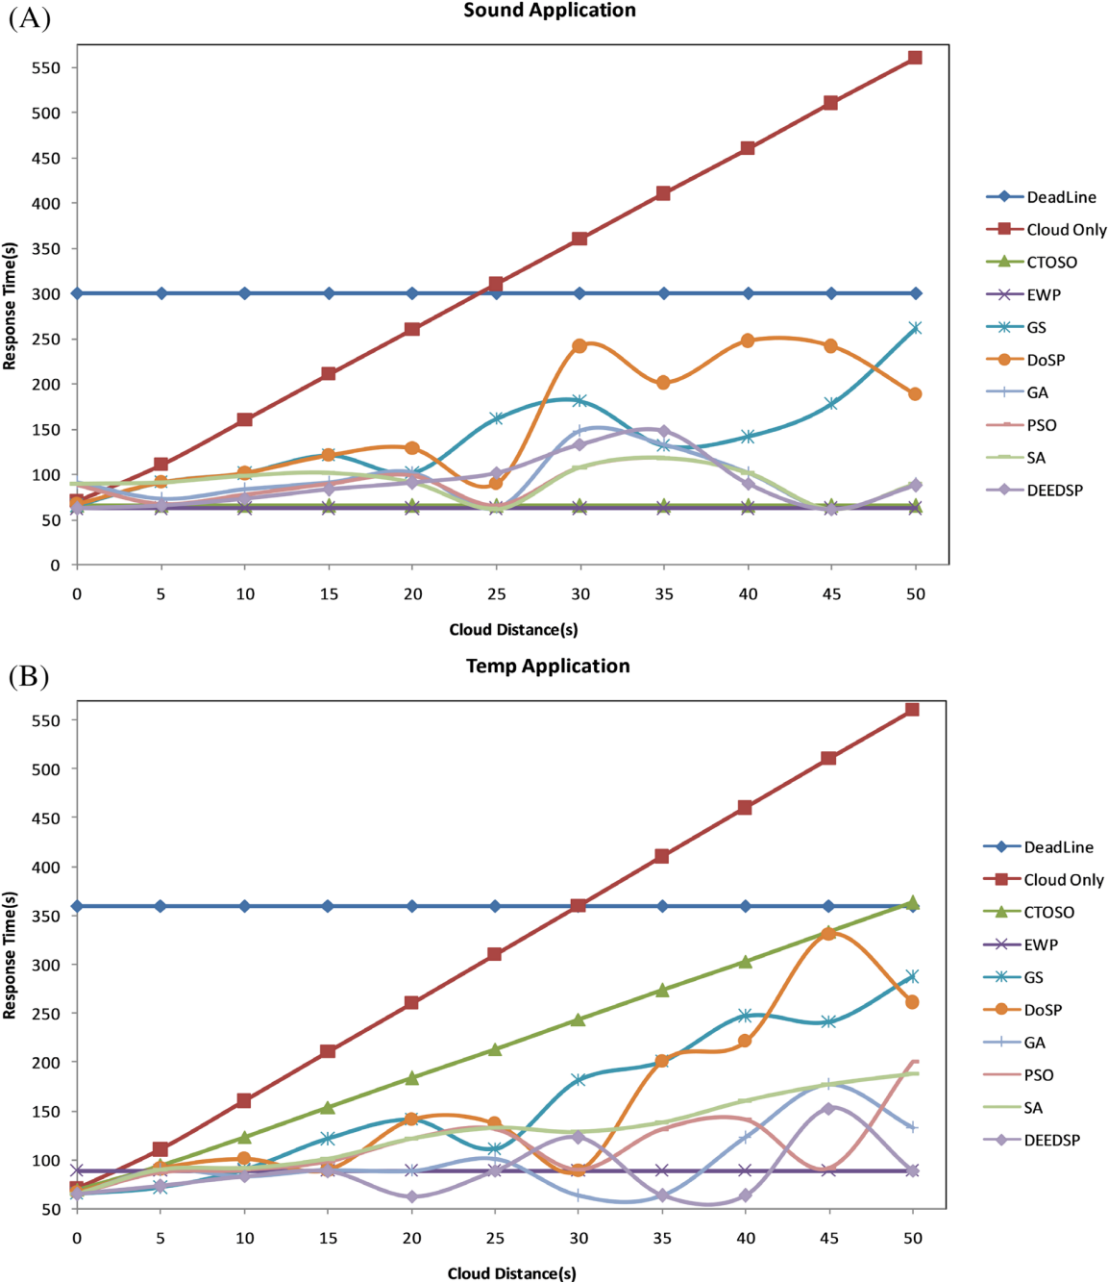 (A)
Sound Application
550
500
450
400
350
300
250
200
150
100
50
0
Response Time(s)
0 5 10 15 20 25 30 35 40 45 50
Cloud Distance(s)
DeadLine
Cloud Only
CTOSO
EWP
GS
DoSP
GA
PSO
SA
DEEDSP
(B)
Temp Application
550
500
450
400
350
300
250
200
150
100
50
Response Time(s)
0 5 10 15 20 25 30 35 40 45 50
Cloud Distance(s)
DeadLine
Cloud Only
CTOSO
EWP
GS
DoSP
GA
PSO
SA
DEEDSP